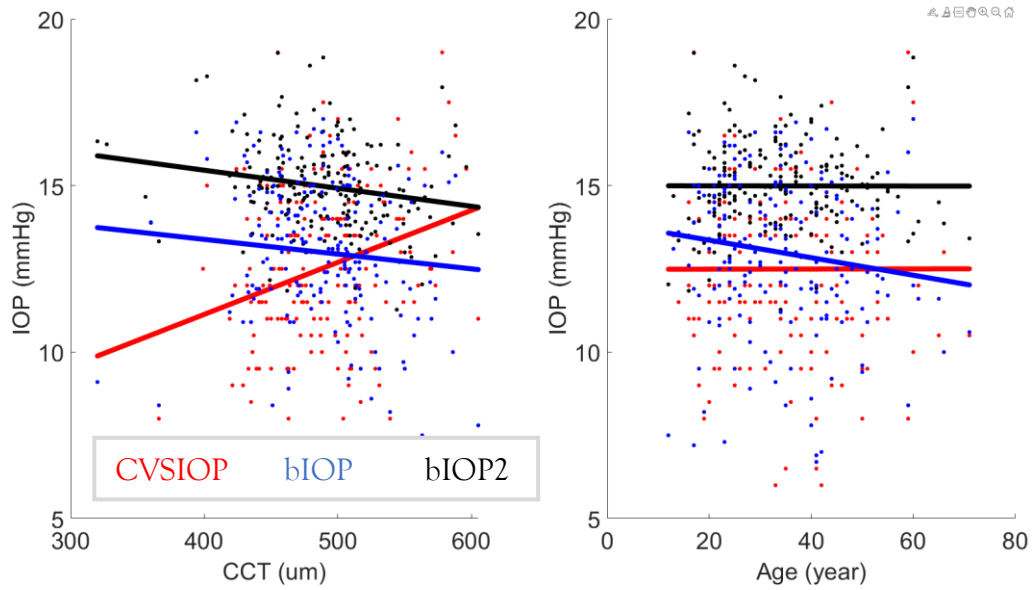 20
15
10
5
IOP (mmHg)
300 400 500 600
CCT (um)
CVSIOP bIOP bIOP2
20
15
10
5
IOP (mmHg)
0 20 40 60 80
Age (year)